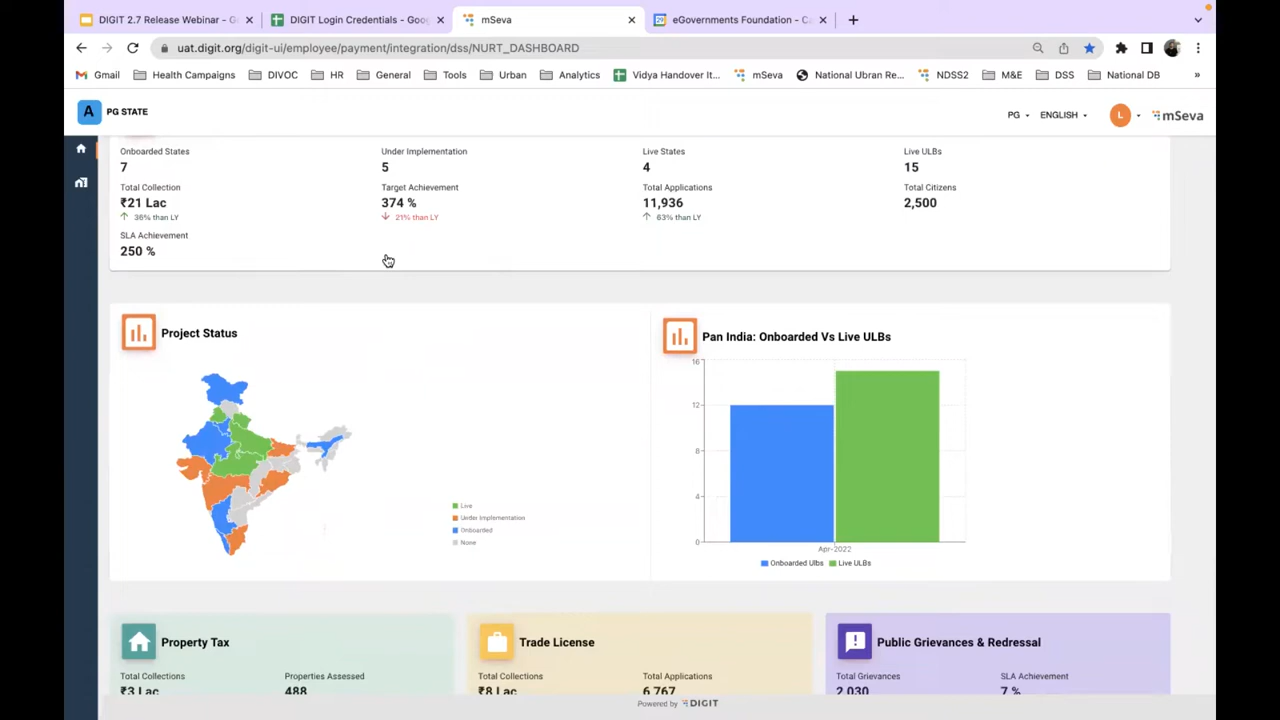 DIGIT 2.7 Release Webinar - G
DIGIT Login Credentials - Goo
mSeva
eGovernments Foundation - C
uat.digit.org/digit-ui/employee/payment/integration/dss/NURT_DASHBOARD
Gmail Health Campaigns DIVOC HR General Tools Urban Analytics Vidya Handover It... mSeva National Ubran Re... NDSS2 M&E DSS National DB »
A PG STATE
PG ENGLISH L mSeva
Onboarded States
7
Under Implementation
5
Live States
4
Live ULBs
15
Total Collection
₹21 Lac
36% than LY
Target Achievement
374 %
21% than LY
Total Applications
11,936
63% than LY
Total Citizens
2,500
SLA Achievement
250 %
Project Status
Live
Under Implementation
Onboarded
None
Pan India: Onboarded Vs Live ULBs
16
12
8
4
0
Apr-2022
Onboarded Ulbs Live ULBs
Property Tax
Total Collections
₹3 Lac
Properties Assessed
488
Trade License
Total Collections
₹8 Lac
Total Applications
6,767
Public Grievances & Redressal
Total Grievances
2,030
SLA Achievement
7 %
Powered by DIGIT